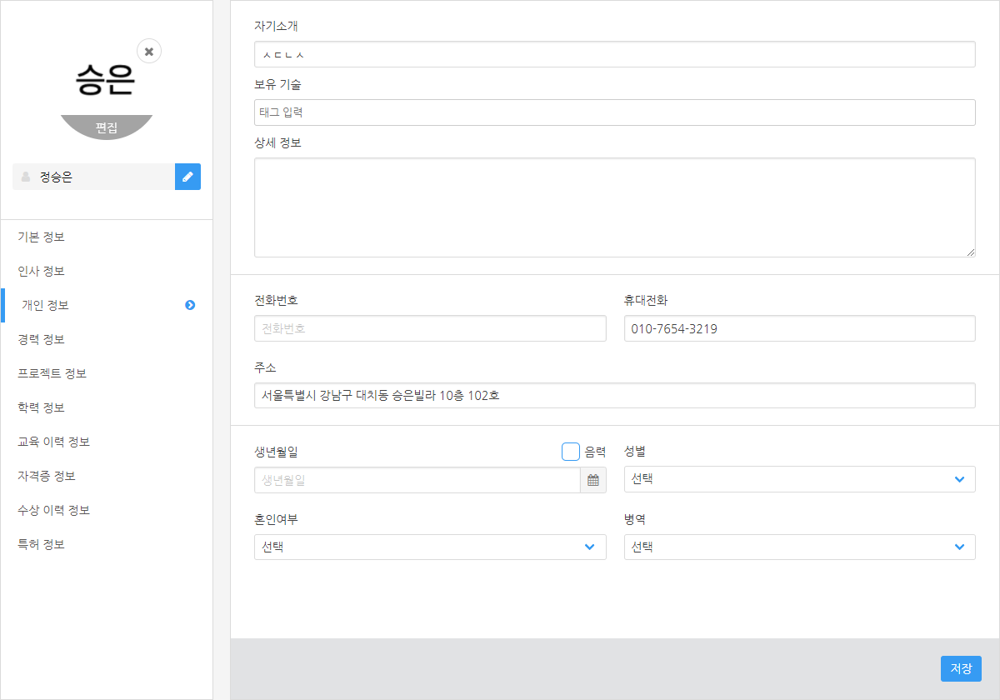 승은
편집
정승은
기본 정보
인사 정보
개인 정보
경력 정보
프로젝트 정보
학력 정보
교육 이력 정보
자격증 정보
수상 이력 정보
특허 정보
자기소개
ㅅㄷㄴㅅ
보유 기술
태그 입력
상세 정보
전화번호
전화번호
휴대전화
010-7654-3219
주소
서울특별시 강남구 대치동 승은빌라 10층 102호
생년월일 음력
생년월일
성별
선택
혼인여부
선택
병역
선택
저장